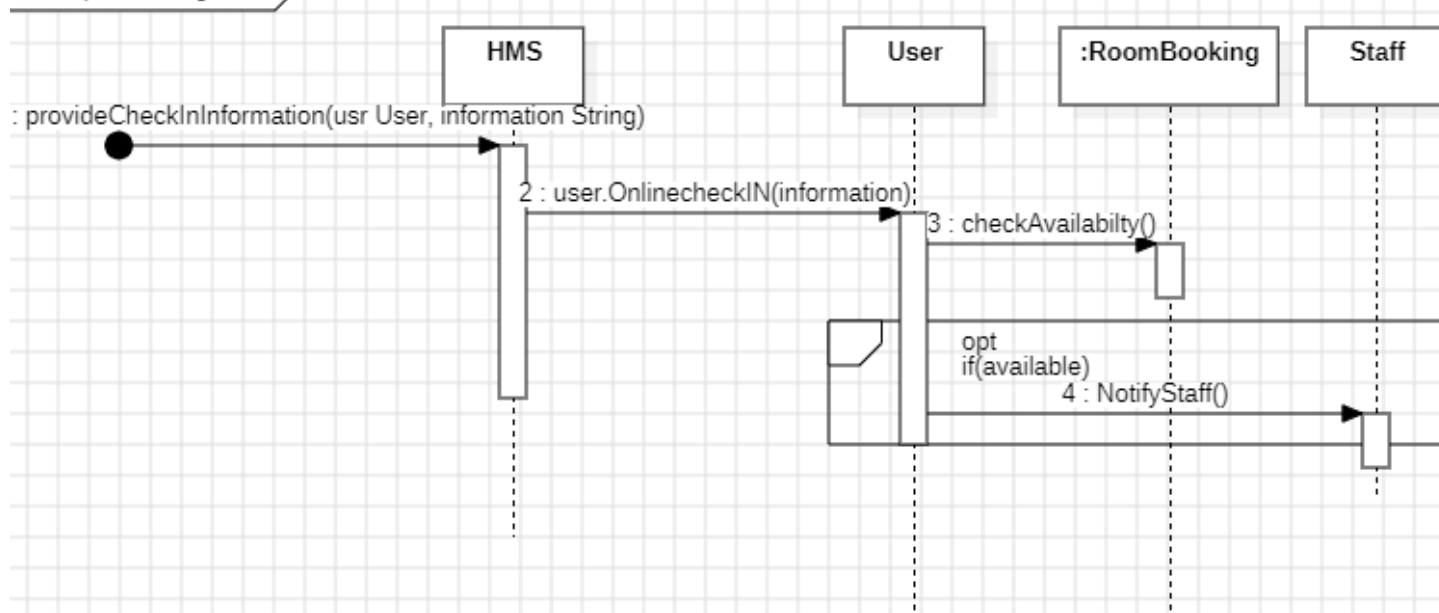 HMS
User
:RoomBooking
Staff
: provideCheckInInformation(usr User, information String)
2 : user.OnlinecheckIN(information)
3 : checkAvailabilty()
opt
if(available)
4 : NotifyStaff()